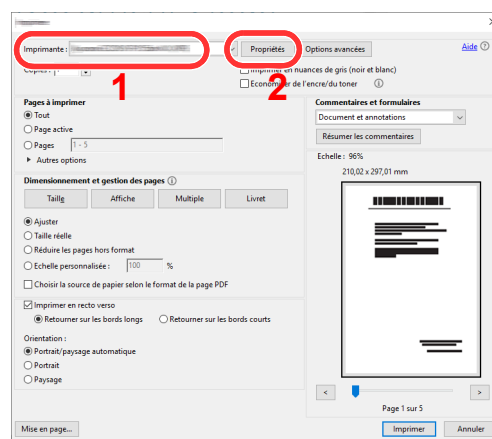 Imprimante :
Propriétés
Options avancées
Aide
Copies :
Imprimer en nuances de gris (noir et blanc)
1
2
Economiser de l'encre/du toner
Pages à imprimer
Tout
Page active
Pages
1 - 5
Autres options
Commentaires et formulaires
Document et annotations
Résumer les commentaires
Echelle : 96%
210,02 x 297,01 mm
Dimensionnement et gestion des pages
Taille
Affiche
Multiple
Livret
Ajuster
Taille réelle
Réduire les pages hors format
Echelle personnalisée : 100 %
Choisir la source de papier selon le format de la page PDF
Imprimer en recto verso
Retourner sur les bords longs
Retourner sur les bords courts
Orientation :
Portrait/paysage automatique
Portrait
Paysage
<
>
Page 1 sur 5
Mise en page...
Imprimer
Annuler